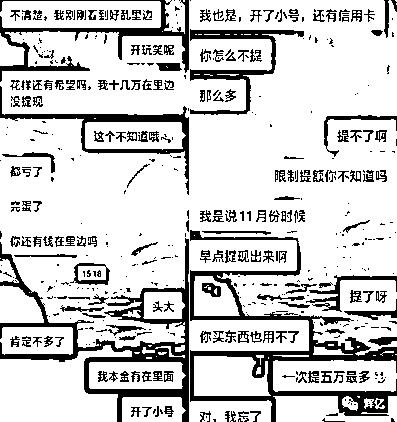 不清楚，我刚刚看到好乱里边
开玩笑呢
花样还有希望吗，我十几万在里边
没提现
这个不知道哦
都亏了
完蛋了
你还有钱在里边吗
15:18
头大
肯定不多了
我本金有在里面
开了小号
我也是，开了小号，还有信用卡
你怎么不提
那么多
提不了啊
限制提额你不知道吗
我是说11月份时候
早点提现出来啊
提了呀
你买东西也用不了
一次提五万最多
对，我忘了